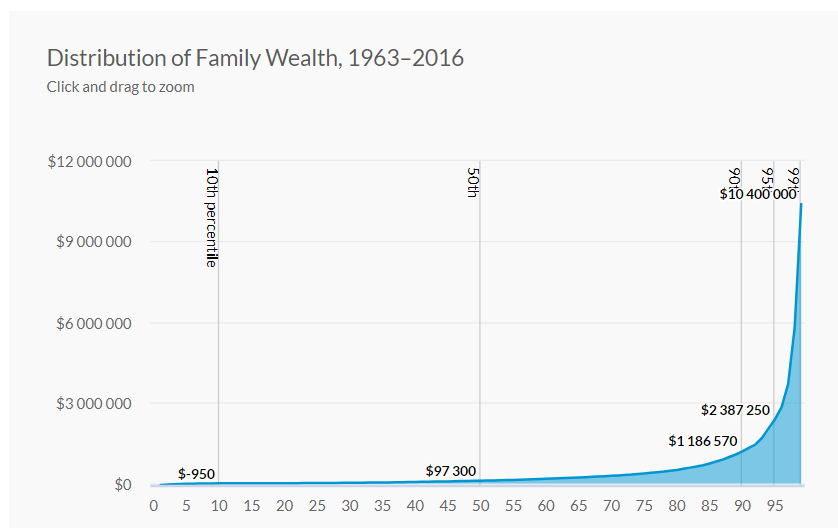 Distribution of Family Wealth, 1963–2016
Click and drag to zoom
$12 000 000
10th percentile
50th
90th
95th
99th
$10 400 000
$9 000 000
$6 000 000
$3 000 000
$2 387 250
$1 186 570
$97 300
$-950
$0
0 5 10 15 20 25 30 35 40 45 50 55 60 65 70 75 80 85 90 95